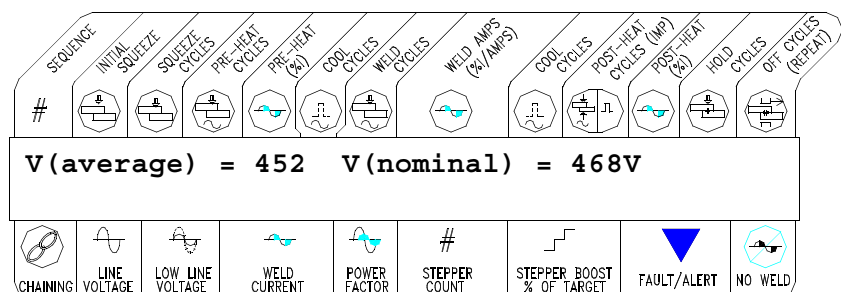 SEQUENCE
INITIAL
SQUEEZE
SQUEEZE
CYCLES
PRE-HEAT
CYCLES
PRE-HEAT
(%)
COOL
CYCLES
WELD
CYCLES
WELD AMPS
(%/AMPS)
COOL
CYCLES
POST-HEAT
CYCLES (IMP)
POST-HEAT
(%)
HOLD
CYCLES
OFF CYCLES
(REPEAT)
#
V(average) = 452 V(nominal) = 468V
#
CHAINING
LINE
VOLTAGE
LOW LINE
VOLTAGE
WELD
CURRENT
POWER
FACTOR
STEPPER
COUNT
STEPPER BOOST
% OF TARGET
FAULT/ALERT
NO WELD